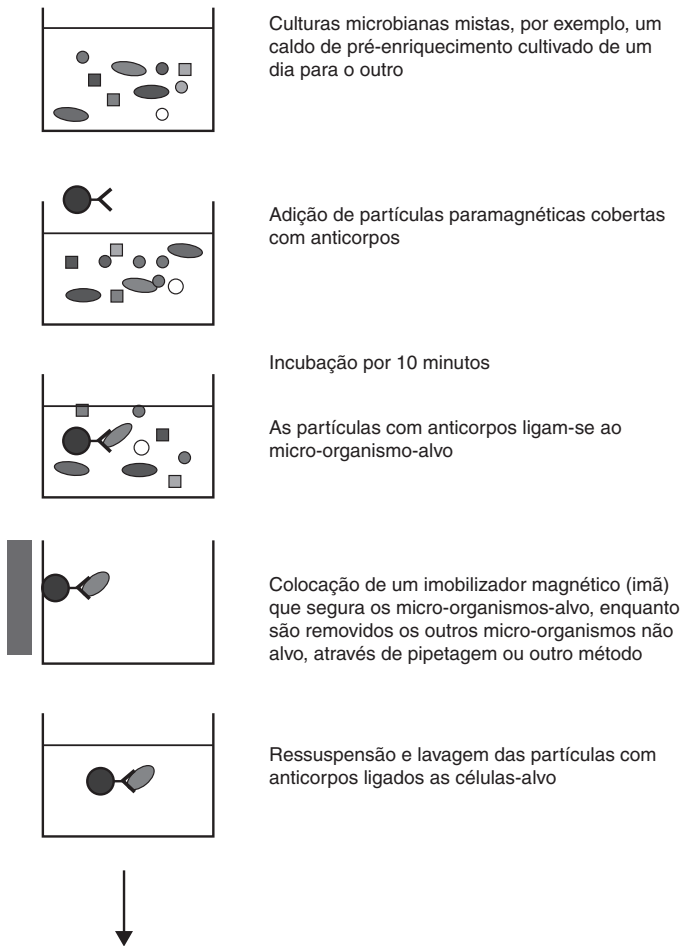 Culturas microbianas mistas, por exemplo, um
caldo de pré-enriquecimento cultivado de um
dia para o outro
Adição de partículas paramagnéticas cobertas
com anticorpos
Incubação por 10 minutos
As partículas com anticorpos ligam-se ao
micro-organismo-alvo
Colocação de um imobilizador magnético (imã)
que segura os micro-organismos-alvo, enquanto
são removidos os outros micro-organismos não
alvo, através de pipetagem ou outro método
Ressuspensão e lavagem das partículas com
anticorpos ligados as células-alvo